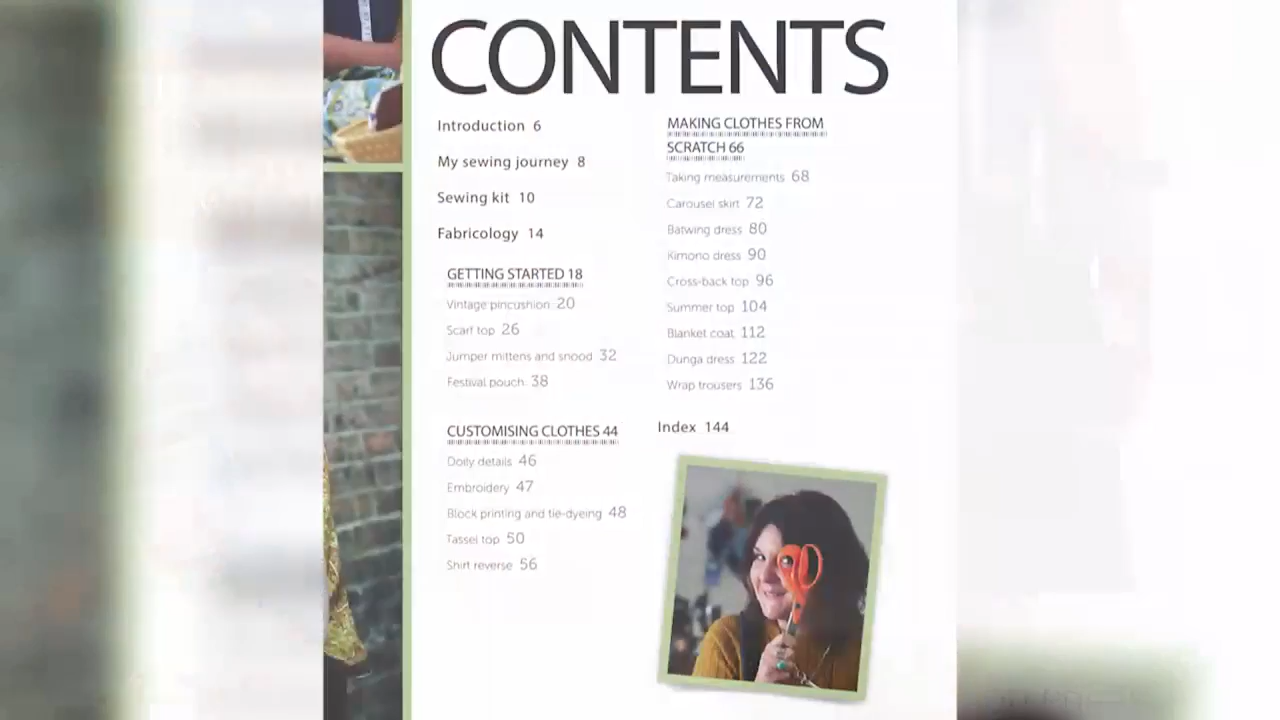 CONTENTS
Introduction 6
My sewing journey 8
Sewing kit 10
Fabricology 14
GETTING STARTED 18
Vintage pincushion 20
Scarf top 26
Jumper mittens and snood 32
Festival pouch 38
CUSTOMISING CLOTHES 44
Doily details 46
Embroidery 47
Block printing and tie-dyeing 48
Tassel top 50
Shirt reverse 56
MAKING CLOTHES FROM
SCRATCH 66
Taking measurements 68
Carousel skirt 72
Batwing dress 80
Kimono dress 90
Cross-back top 96
Summer top 104
Blanket coat 112
Dunga dress 122
Wrap trousers 136
Index 144